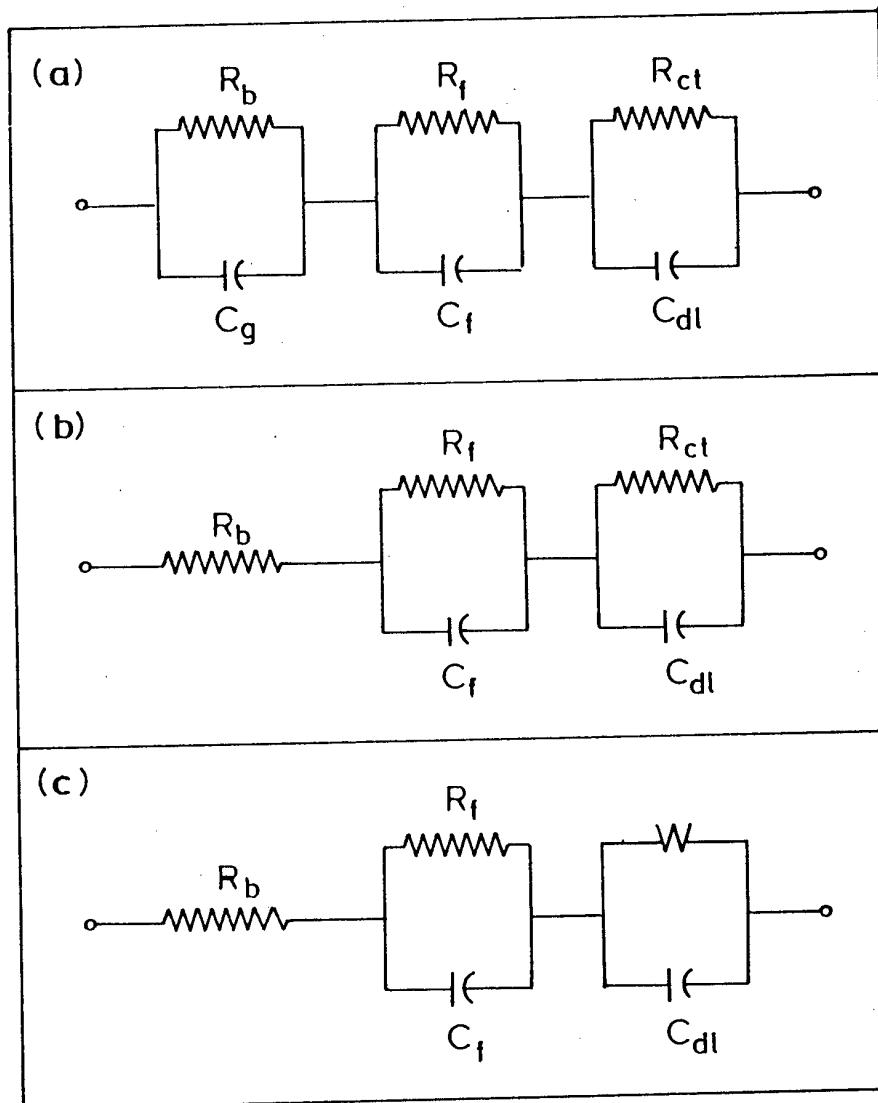 (a)
R_b R_f R_ct
C_g C_f C_dl
(b)
R_f R_ct
R_b
C_f C_dl
(c)
R_f W
R_b
C_f C_dl